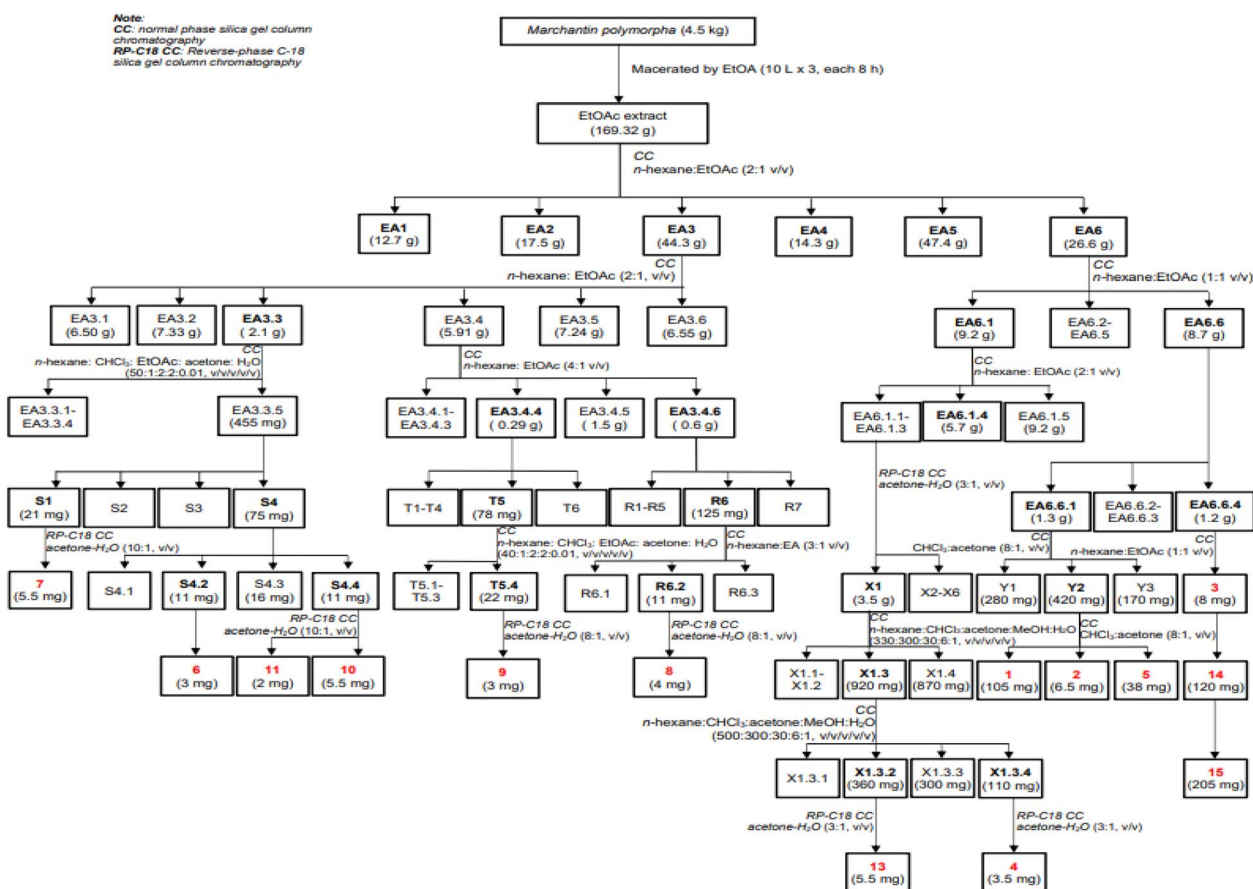 Note:
CC: normal phase silica gel column
chromatography
RP-C18 CC: Reverse-phase C-18
silica gel column chromatography
Marchantin polymorpha (4.5 kg)
Macerated by EtOA (10 L x 3, each 8 h)
EtOAc extract
(169.32 g)
CC
n-hexane:EtOAc (2:1 v/v)
EA1
(12.7 g)
EA2
(17.5 g)
EA3
(44.3 g)
EA4
(14.3 g)
EA5
(47.4 g)
EA6
(26.6 g)
CC
n-hexane: EtOAc (2:1, v/v)
CC
n-hexane:EtOAc (1:1 v/v)
EA3.1
(6.50 g)
EA3.2
(7.33 g)
EA3.3
( 2.1 g)
EA3.4
(5.91 g)
EA3.5
(7.24 g)
EA3.6
(6.55 g)
EA6.1
(9.2 g)
EA6.2-
EA6.5
EA6.6
(8.7 g)
CC
n-hexane: CHCl₃: EtOAc: acetone: H₂O
(50:1:2:2:0.01, v/v/v/v/v)
CC
n-hexane: EtOAc (4:1 v/v)
CC
n-hexane: EtOAc (2:1 v/v)
EA3.3.1-
EA3.3.4
EA3.3.5
(455 mg)
EA3.4.1-
EA3.4.3
EA3.4.4
( 0.29 g)
EA3.4.5
( 1.5 g)
EA3.4.6
( 0.6 g)
EA6.1.1-
EA6.1.3
EA6.1.4
(5.7 g)
EA6.1.5
(9.2 g)
RP-C18 CC
acetone-H₂O (3:1, v/v)
S1
(21 mg)
S2
S3
S4
(75 mg)
T1-T4
T5
(78 mg)
T6
R1-R5
R6
(125 mg)
R7
EA6.6.1
(1.3 g)
EA6.6.2-
EA6.6.3
EA6.6.4
(1.2 g)
RP-C18 CC
acetone-H₂O (10:1, v/v)
CC
n-hexane: CHCl₃: EtOAc: acetone: H₂O
(40:1:2:2:0.01, v/v/v/v/v)
CC
n-hexane:EA (3:1 v/v)
CHCl₃:acetone (8:1, v/v)
CC
n-hexane:EtOAc (1:1 v/v)
7
(5.5 mg)
S4.1
S4.2
(11 mg)
S4.3
(16 mg)
S4.4
(11 mg)
T5.1-
T5.3
T5.4
(22 mg)
R6.1
R6.2
(11 mg)
R6.3
X1
(3.5 g)
X2-X6
Y1
(280 mg)
Y2
(420 mg)
Y3
(170 mg)
3
(8 mg)
RP-C18 CC
acetone-H₂O (10:1, v/v)
RP-C18 CC
acetone-H₂O (8:1, v/v)
RP-C18 CC
acetone-H₂O (8:1, v/v)
CC
n-hexane:CHCl₃:acetone:MeOH:H₂O
(330:300:30:6:1, v/v/v/v/v)
CC
CHCl₃:acetone (8:1, v/v)
6
(3 mg)
11
(2 mg)
10
(5.5 mg)
9
(3 mg)
8
(4 mg)
X1.1-
X1.2
X1.3
(920 mg)
X1.4
(870 mg)
1
(105 mg)
2
(6.5 mg)
5
(38 mg)
14
(120 mg)
CC
n-hexane:CHCl₃:acetone:MeOH:H₂O
(500:300:30:6:1, v/v/v/v/v)
X1.3.1
X1.3.2
(360 mg)
X1.3.3
(300 mg)
X1.3.4
(110 mg)
15
(205 mg)
RP-C18 CC
acetone-H₂O (3:1, v/v)
RP-C18 CC
acetone-H₂O (3:1, v/v)
13
(5.5 mg)
4
(3.5 mg)